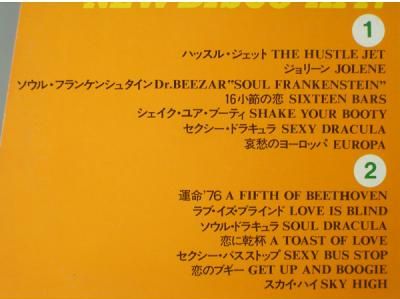 1
ハッスル・ジェット THE HUSTLE JET
ジョリーン JOLENE
ソウル・フランケンシュタイン Dr.BEEZAR"SOUL FRANKENSTEIN"
16小節の恋 SIXTEEN BARS
シェイク・ユア・ブーティ SHAKE YOUR BOOTY
セクシー・ドラキュラ SEXY DRACULA
哀愁のヨーロッパ EUROPA
2
運命'76 A FIFTH OF BEETHOVEN
ラブ・イズ・ブラインド LOVE IS BLIND
ソウル・ドラキュラ SOUL DRACULA
恋に乾杯 A TOAST OF LOVE
セクシー・バスストップ SEXY BUS STOP
恋のブギー GET UP AND BOOGIE
スカイ・ハイ SKY HIGH